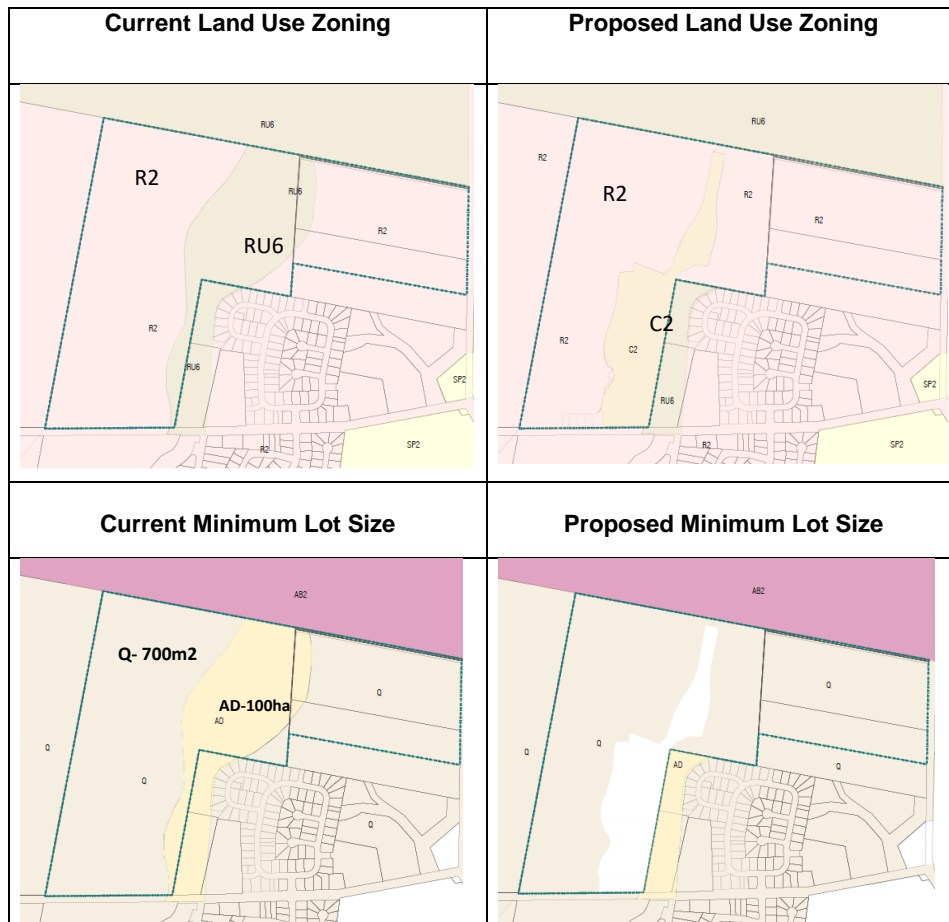 Current Land Use Zoning
Proposed Land Use Zoning
RU6
R2
RU6
RU6
R2
R2
RU6
SP2
SP2
R2
RU6
R2
R2
R2
R2
C2
R2
C2
RU6
SP2
SP2
R2
Current Minimum Lot Size
Proposed Minimum Lot Size
AB2
Q- 700m2
Q
AD-100ha
AD
Q
Q
Q
AB2
Q
Q
Q
Q
AD
Q